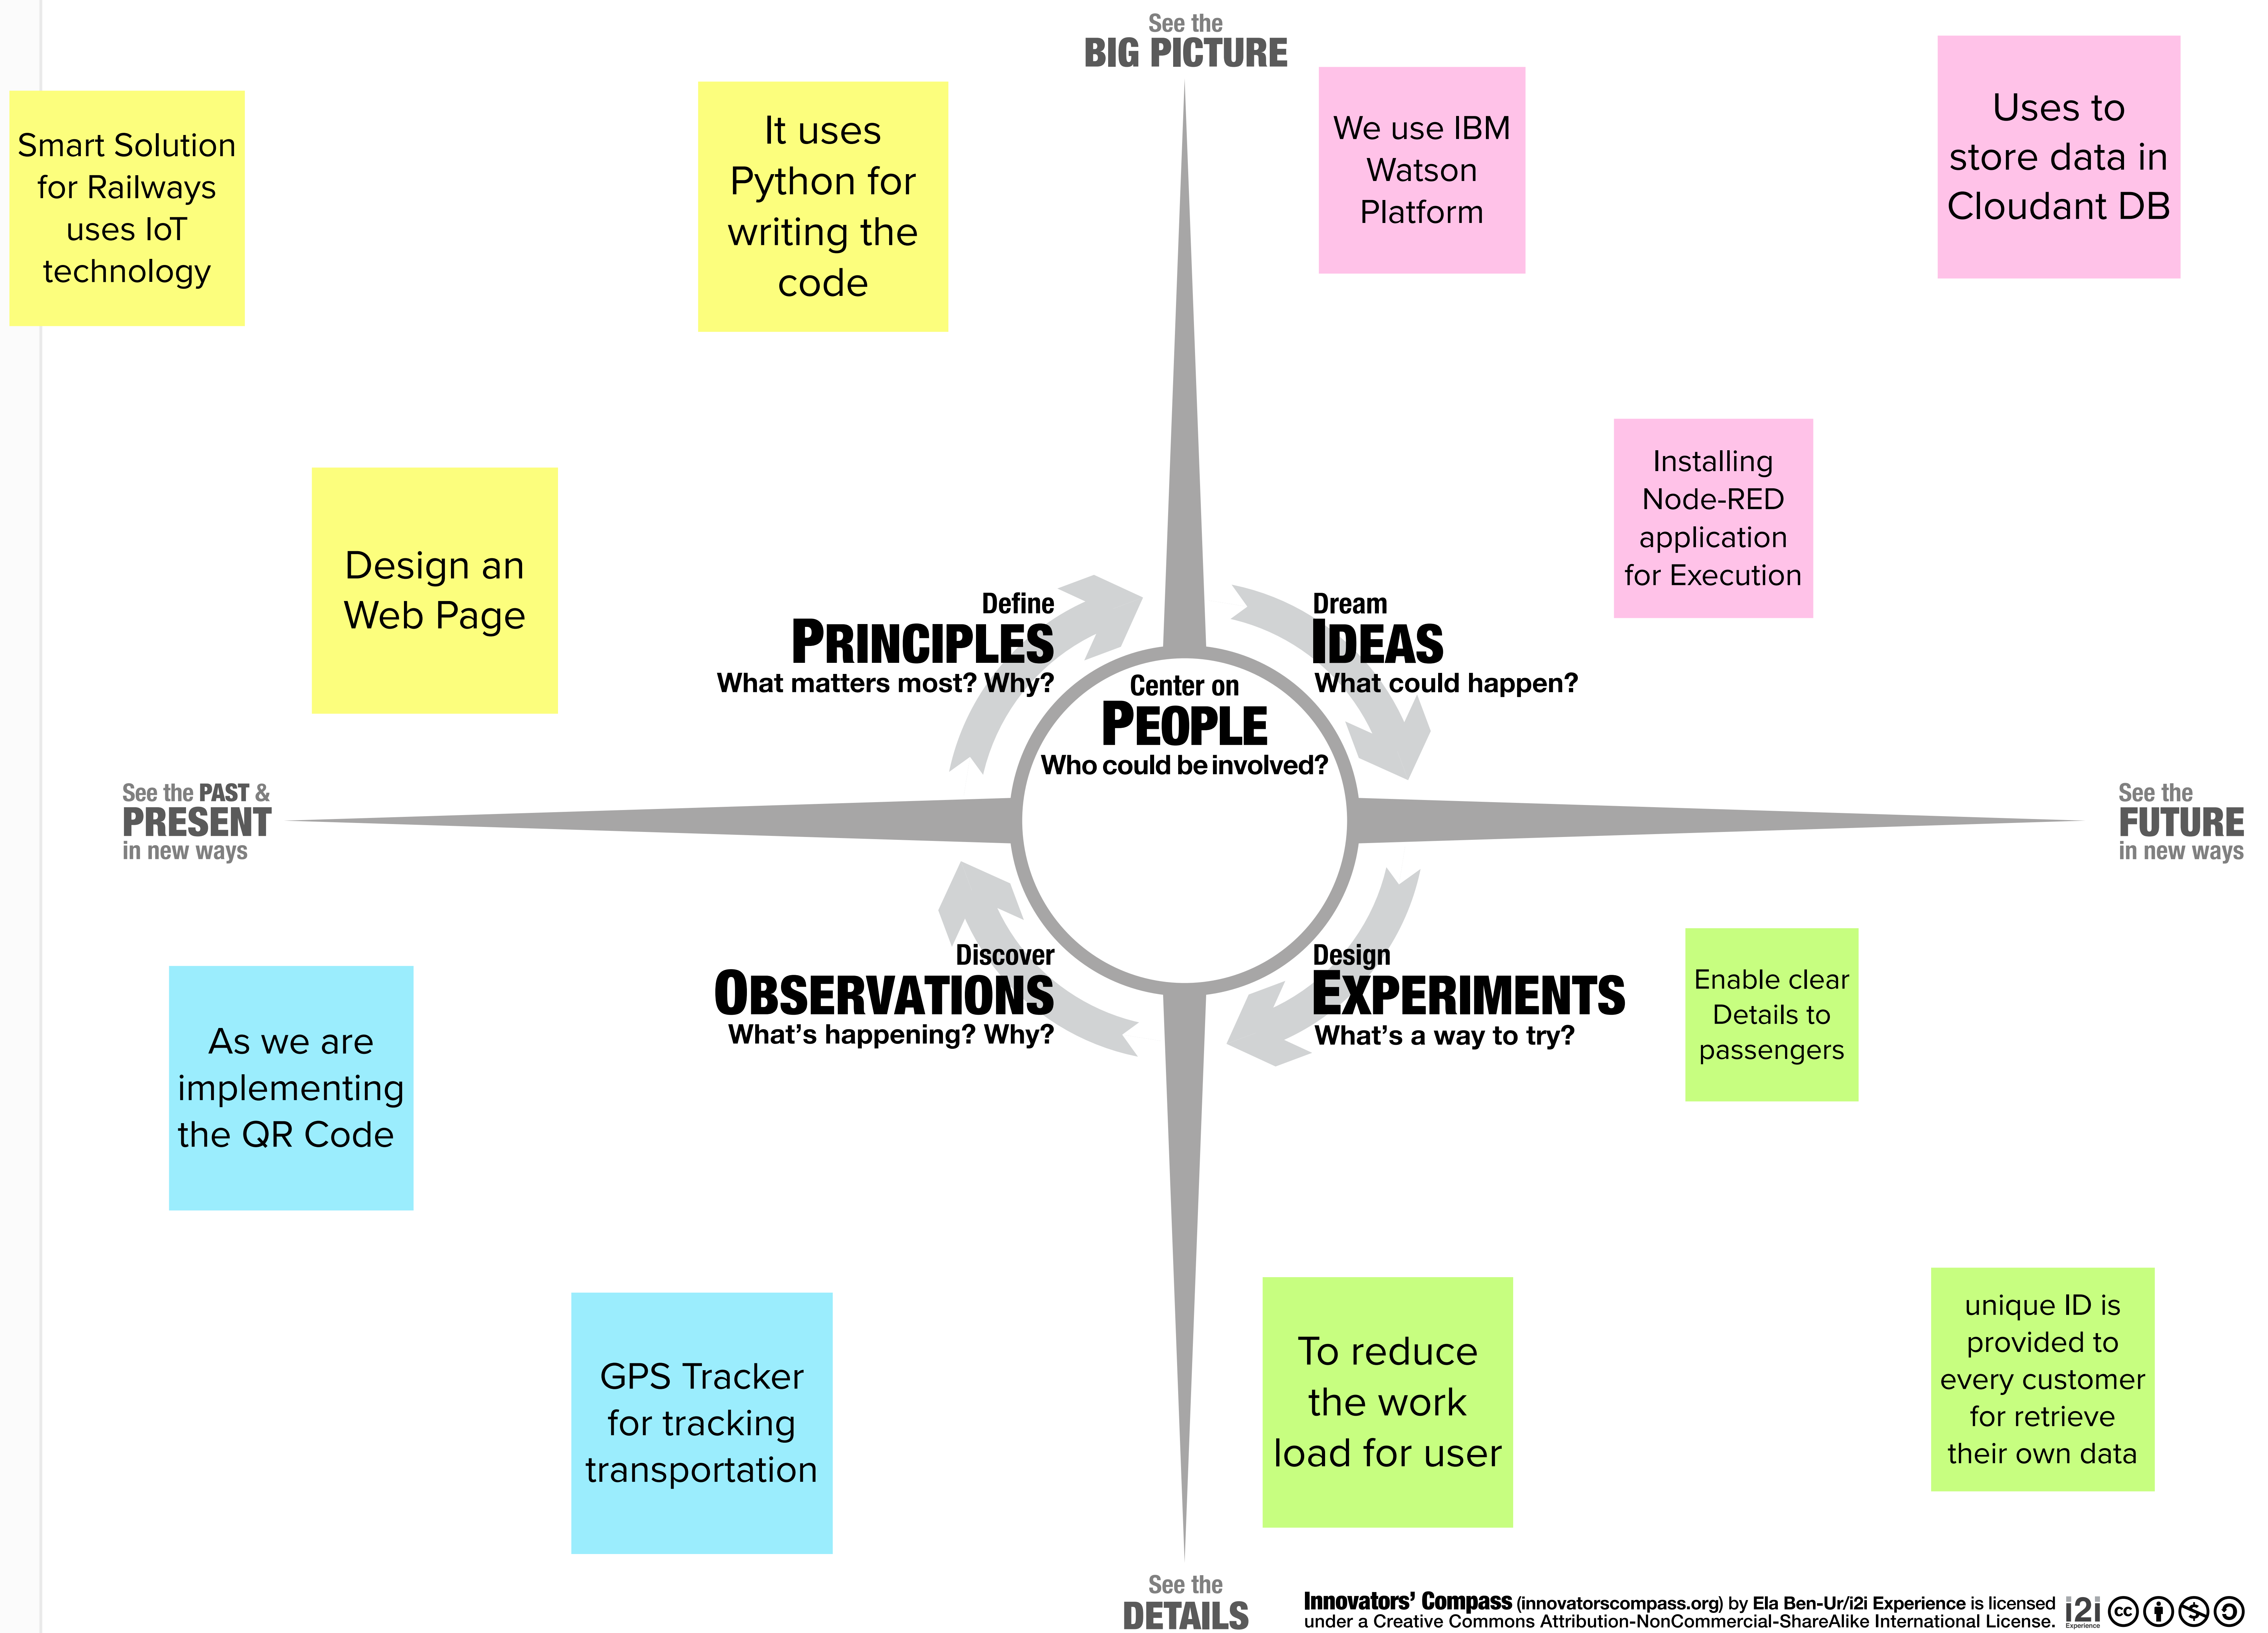 See the
BIG PICTURE
Smart Solution
for Railways
uses IoT
technology
It uses
Python for
writing the
code
We use IBM
Watson
Platform
Uses to
store data in
Cloudant DB
Design an
Web Page
Installing
Node-RED
application
for Execution
Define
PRINCIPLES
What matters most? Why?
Dream
IDEAS
What could happen?
Center on
PEOPLE
Who could be involved?
See the PAST &
PRESENT
in new ways
See the
FUTURE
in new ways
Discover
OBSERVATIONS
What's happening? Why?
Design
EXPERIMENTS
What's a way to try?
As we are
implementing
the QR Code
Enable clear
Details to
passengers
GPS Tracker
for tracking
transportation
To reduce
the work
load for user
unique ID is
provided to
every customer
for retrieve
their own data
See the
DETAILS
Innovators' Compass (innovatorscompass.org) by Ela Ben-Ur/i2i Experience is licensed
under a Creative Commons Attribution-NonCommercial-ShareAlike International License.
i2i
Experience
cc